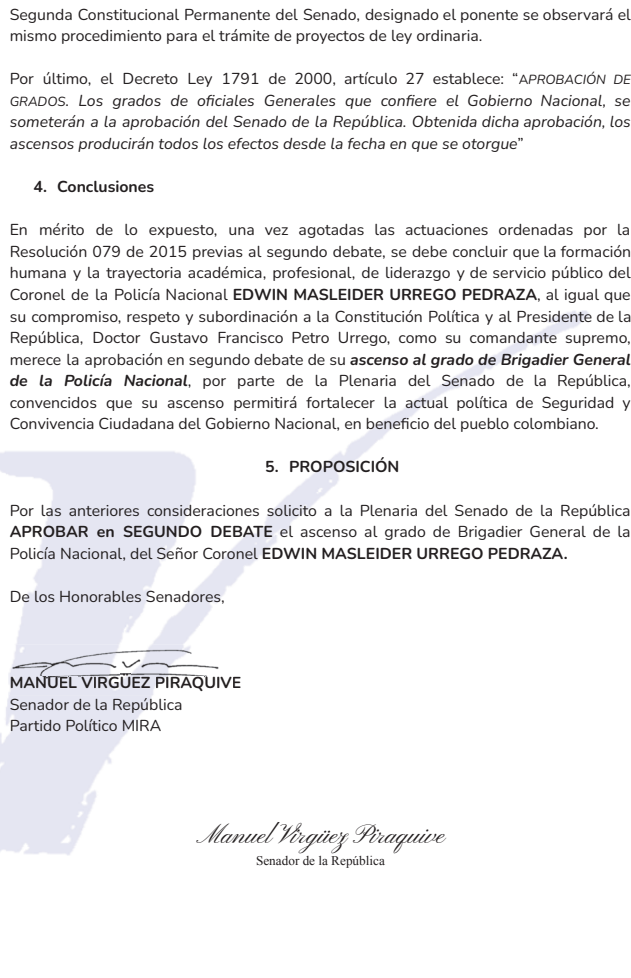 Segunda Constitucional Permanente del Senado, designado el ponente se observará el
mismo procedimiento para el trámite de proyectos de ley ordinaria.
Por último, el Decreto Ley 1791 de 2000, artículo 27 establece: “APROBACIÓN DE
GRADOS. Los grados de oficiales Generales que confiere el Gobierno Nacional, se
someterán a la aprobación del Senado de la República. Obtenida dicha aprobación, los
ascensos producirán todos los efectos desde la fecha en que se otorgue”
4. Conclusiones
En mérito de lo expuesto, una vez agotadas las actuaciones ordenadas por la
Resolución 079 de 2015 previas al segundo debate, se debe concluir que la formación
humana y la trayectoria académica, profesional, de liderazgo y de servicio público del
Coronel de la Policía Nacional EDWIN MASLEIDER URREGO PEDRAZA, al igual que
su compromiso, respeto y subordinación a la Constitución Política y al Presidente de la
República, Doctor Gustavo Francisco Petro Urrego, como su comandante supremo,
merece la aprobación en segundo debate de su ascenso al grado de Brigadier General
de la Policía Nacional, por parte de la Plenaria del Senado de la República,
convencidos que su ascenso permitirá fortalecer la actual política de Seguridad y
Convivencia Ciudadana del Gobierno Nacional, en beneficio del pueblo colombiano.
5. PROPOSICIÓN
Por las anteriores consideraciones solicito a la Plenaria del Senado de la República
APROBAR en SEGUNDO DEBATE el ascenso al grado de Brigadier General de la
Policía Nacional, del Señor Coronel EDWIN MASLEIDER URREGO PEDRAZA.
De los Honorables Senadores,
MANUEL VIRGÜEZ PIRAQUIVE
Senador de la República
Partido Político MIRA
Manuel Virgüez Piraquive
Senador de la República